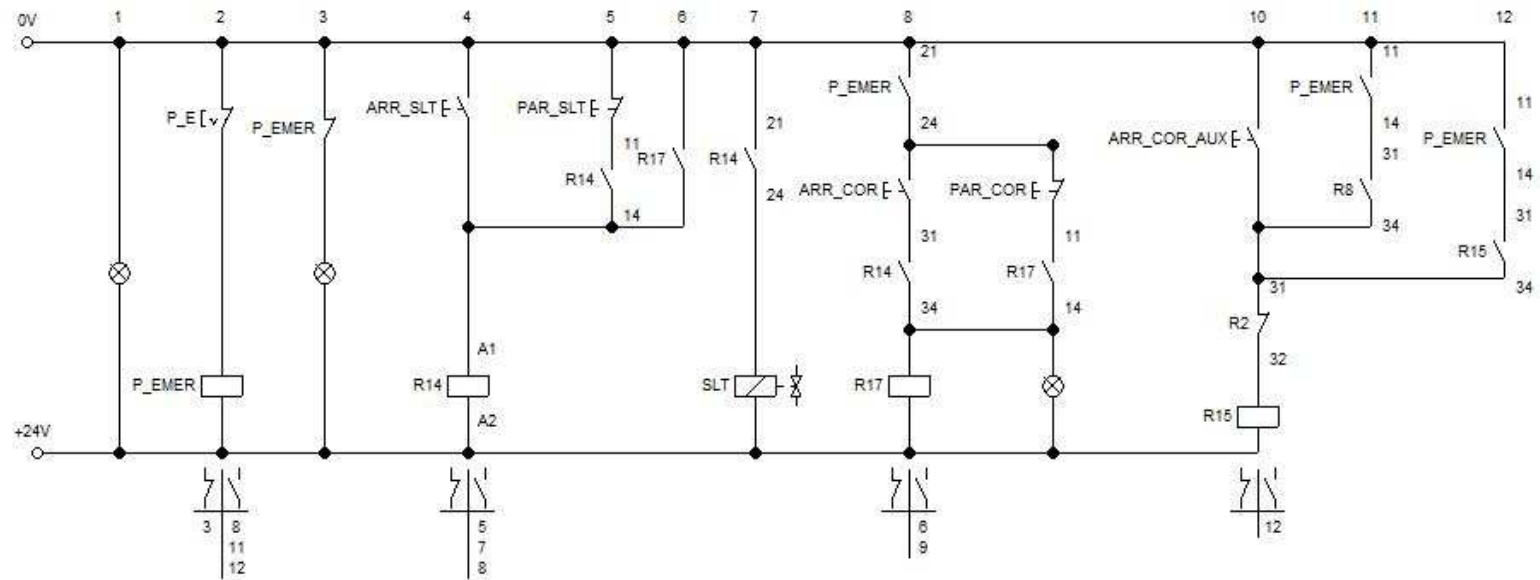 0V 1 2 3 4 5 6 7 8 10 11 12
21 11
P_EMER P_EMER
ARR_SLT PAR_SLT 11
P_E P_EMER 21 24 14 ARR_COR_AUX P_EMER
11 R17 R14 31
R14 24 ARR_COR PAR_COR R8 14
14 34 31
31 11
R14 R17 R15
31 34
34 14
R2
A1 32
P_EMER R14 SLT R17
A2 R15
+24V
3 8 5 6 12
11 7 9
12 8